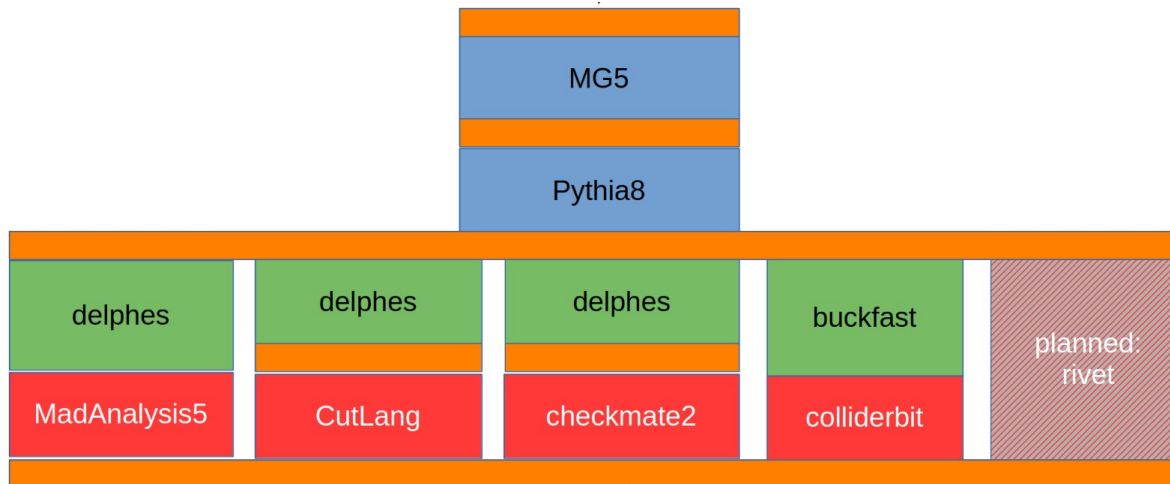 MG5
Pythia8
delphes
delphes
delphes
buckfast
planned:
rivet
MadAnalysis5
CutLang
checkmate2
colliderbit